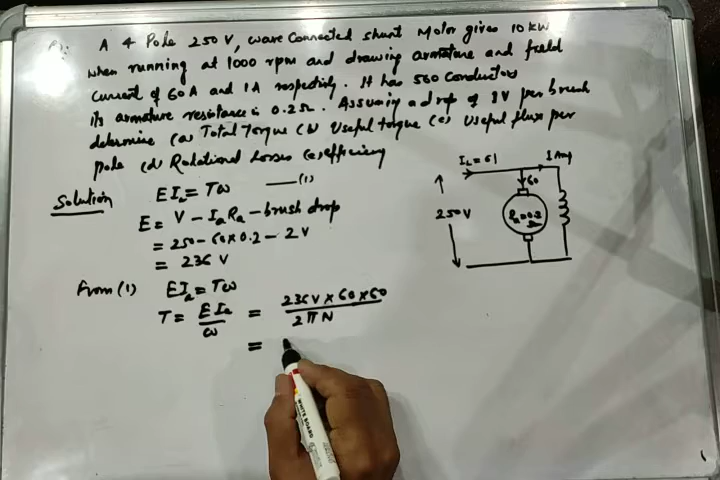 A 4 Pole 250 V, wave connected shunt Motor gives 10 kW
when running at 1000 rpm and drawing armature and field
current of 60 A and 1A respectively. It has 560 conductors
its armature resistance is 0.2Ω. Assuming a drop of 1V per brush
determine (a) Total Torque (b) Useful torque (c) Useful flux per
pole (d) Rotational losses (e) efficiency
Solution
EIa = Tω —(1)
E = V - IaRa - brush drop
= 250 - 60×0.2 - 2V
= 236 V
From (1) EIa = Tω
T = EIa/ω = 236V×60×60/2πN
=
IL = 61
1 Amp
60
250V
Ra=0.2
WHITE BOARD